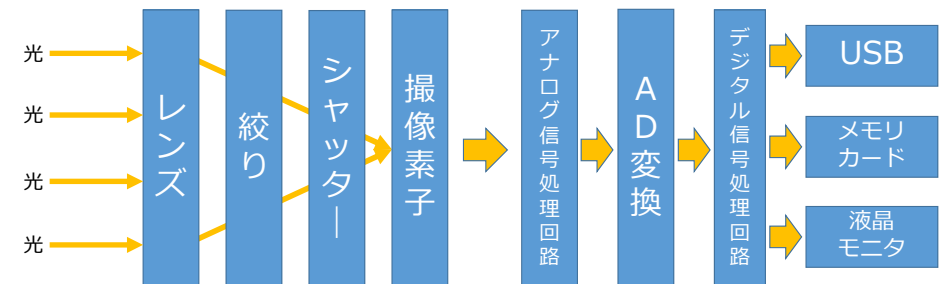 光
光
光
光
レンズ
絞り
シャッター
撮像素子
アナログ信号処理回路
AD変換
デジタル信号処理回路
USB
メモリ
カード
液晶
モニタ